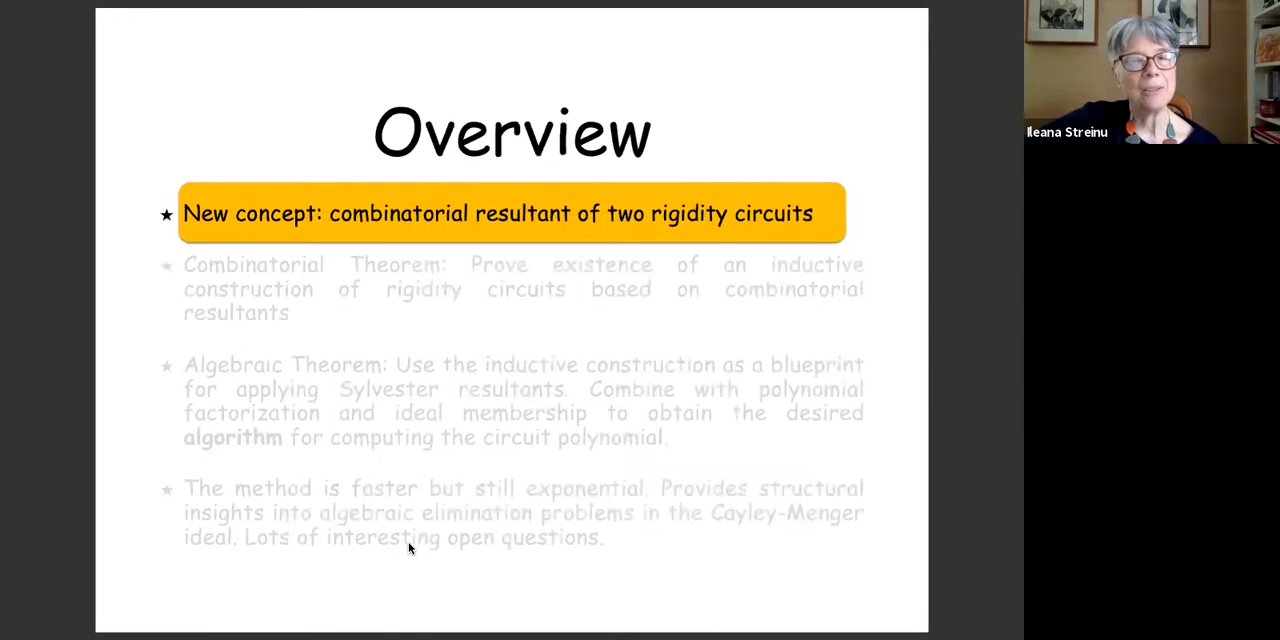 Overview
★ New concept: combinatorial resultant of two rigidity circuits
★ Combinatorial Theorem: Prove existence of an inductive
construction of rigidity circuits based on combinatorial
resultants
★ Algebraic Theorem: Use the inductive construction as a blueprint
for applying Sylvester resultants. Combine with polynomial
factorization and ideal membership to obtain the desired
algorithm for computing the circuit polynomial.
★ The method is faster but still exponential. Provides structural
insights into algebraic elimination problems in the Cayley-Menger
ideal. Lots of interesting open questions.
Ileana Streinu